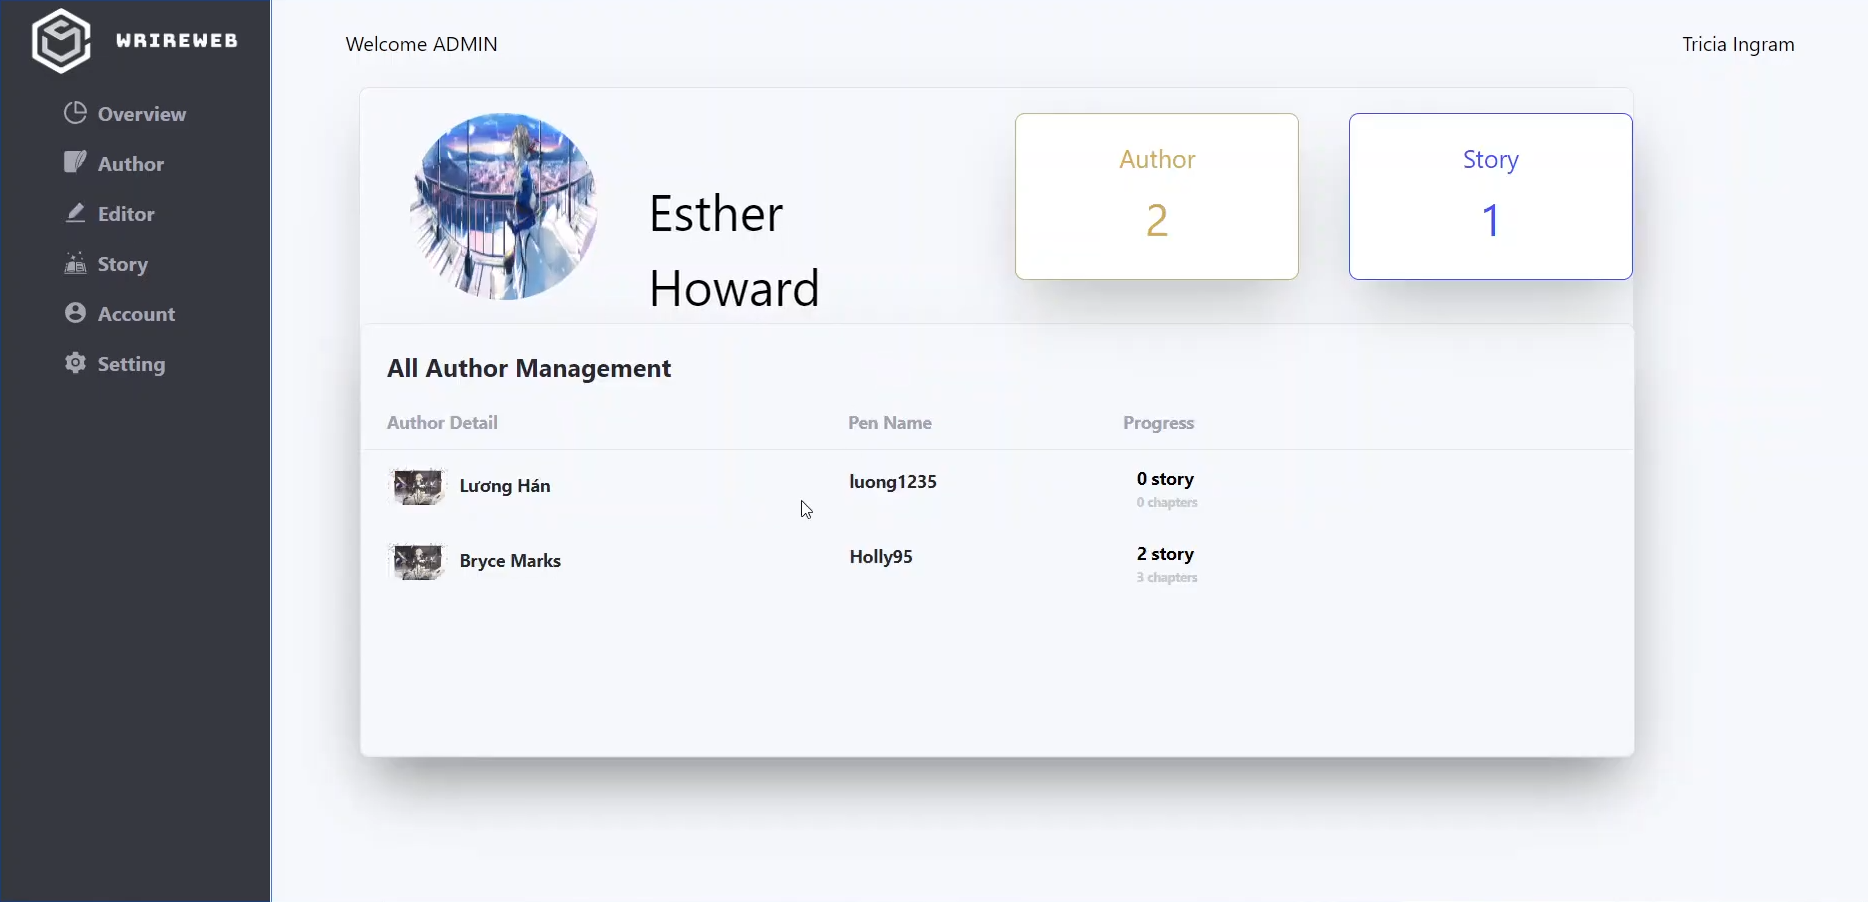 WRIREWEB
Overview
Author
Editor
Story
Account
Setting
Welcome ADMIN
Tricia Ingram
Esther
Howard
Author
2
Story
1
All Author Management
Author Detail Pen Name Progress
Lương Hán luong1235 0 story
0 chapters
Bryce Marks Holly95 2 story
3 chapters